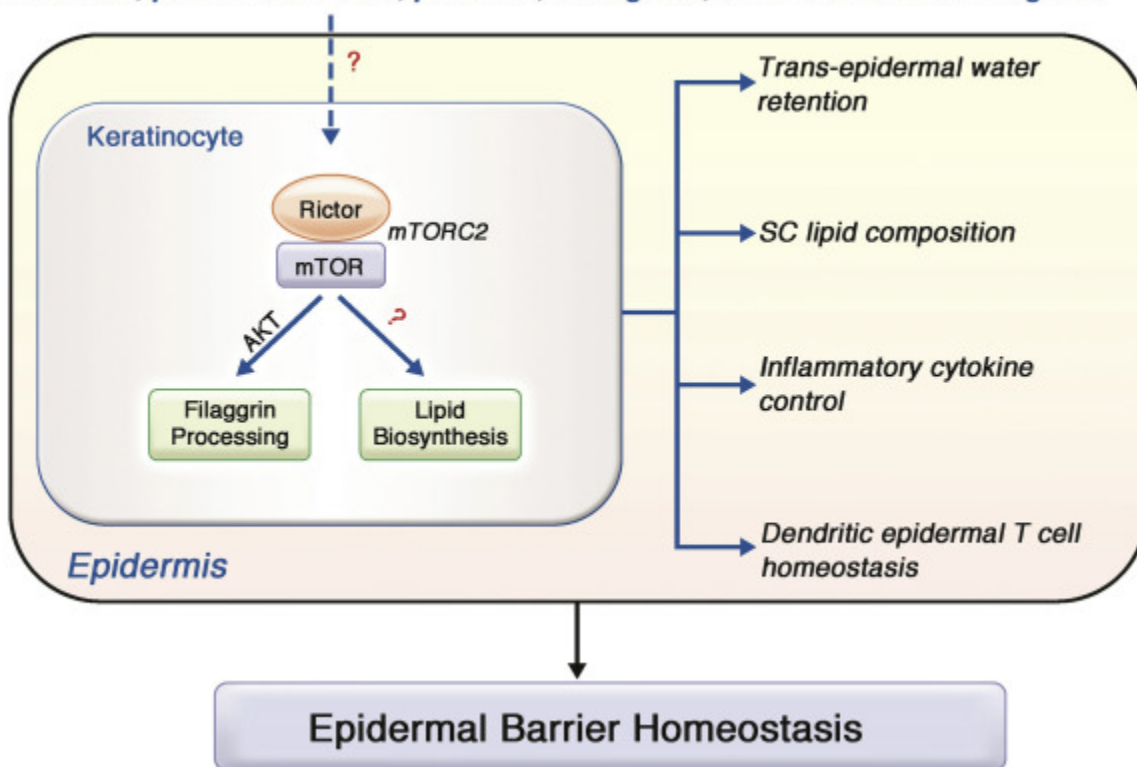 ?
Keratinocyte
Rictor
mTORC2
mTOR
AKT
?
Filaggrin
Processing
Lipid
Biosynthesis
Epidermis
Trans-epidermal water
retention
SC lipid composition
Inflammatory cytokine
control
Dendritic epidermal T cell
homeostasis
Epidermal Barrier Homeostasis